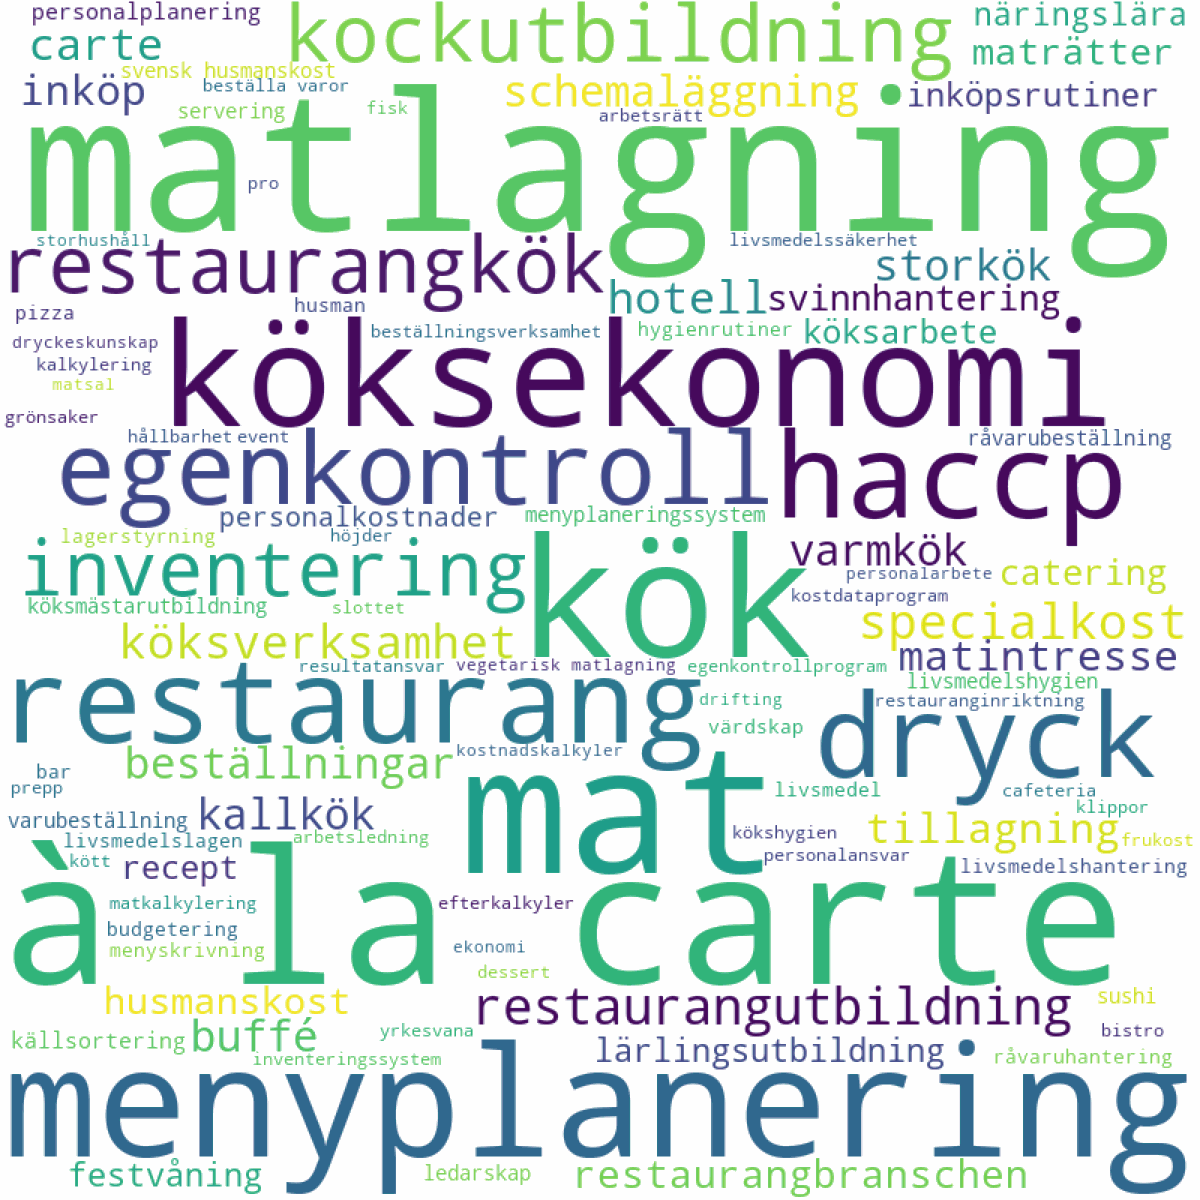 personalplanering
kockutbildning
näringslära
carte
maträtter
svensk husmanskost
inköp
beställa varor
schemaläggning
inköpsrutiner
servering
fisk
arbetsrätt
matlagning
pro
storhushåll
restaurangkök
livsmedelssäkerhet
storkök
hotell
svinnhantering
pizza
husman
beställningsverksamhet
hygienrutiner
köksarbete
dryckeskunskap
kalkylering
matsal
köksekonomi
grönsaker
hållbarhet
event
råvarubeställning
egenkontroll
haccp
personalkostnader
menyplaneringssystem
lagerstyrning
höjder
inventering
kök
varmkök
personalarbete
catering
kostdataprogram
köksmästarutbildning
slottet
köksverksamhet
specialkost
matintresse
resultatansvar
vegetarisk matlagning
egenkontrollprogram
livsmedelshygien
restaurang
drifting
restauranginriktning
värdskap
dryck
beställningar
kostnadskalkyler
bar
prepp
mat
livsmedel
cafeteria
klippor
varubeställning
kallkök
kökshygien
tillagning
frukost
livsmedelslagen
arbetsledning
kött
recept
personalansvar
livsmedelshantering
à la carte
matkalkylering
efterkalkyler
budgetering
menyskrivning
ekonomi
dessert
husmanskost
restaurangutbildning
sushi
källsortering
buffé
yrkesvana
bistro
inventeringssystem
lärlingsutbildning
råvaruhantering
menyplanering
festvåning
ledarskap
restaurangbranschen